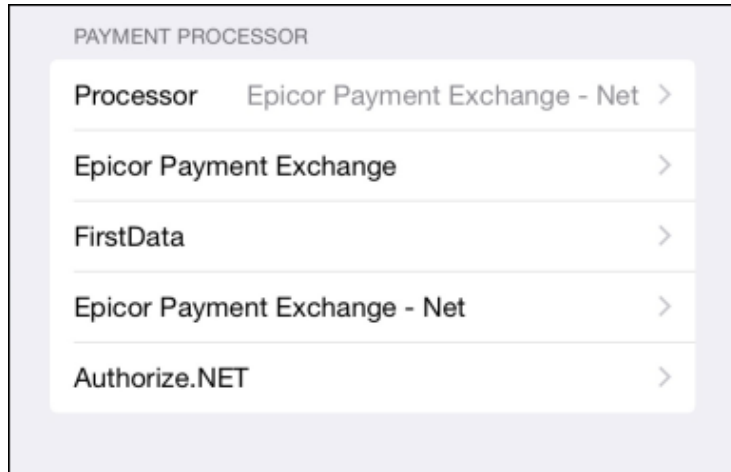 PAYMENT PROCESSOR
Processor Epicor Payment Exchange - Net
Epicor Payment Exchange
FirstData
Epicor Payment Exchange - Net
Authorize.NET